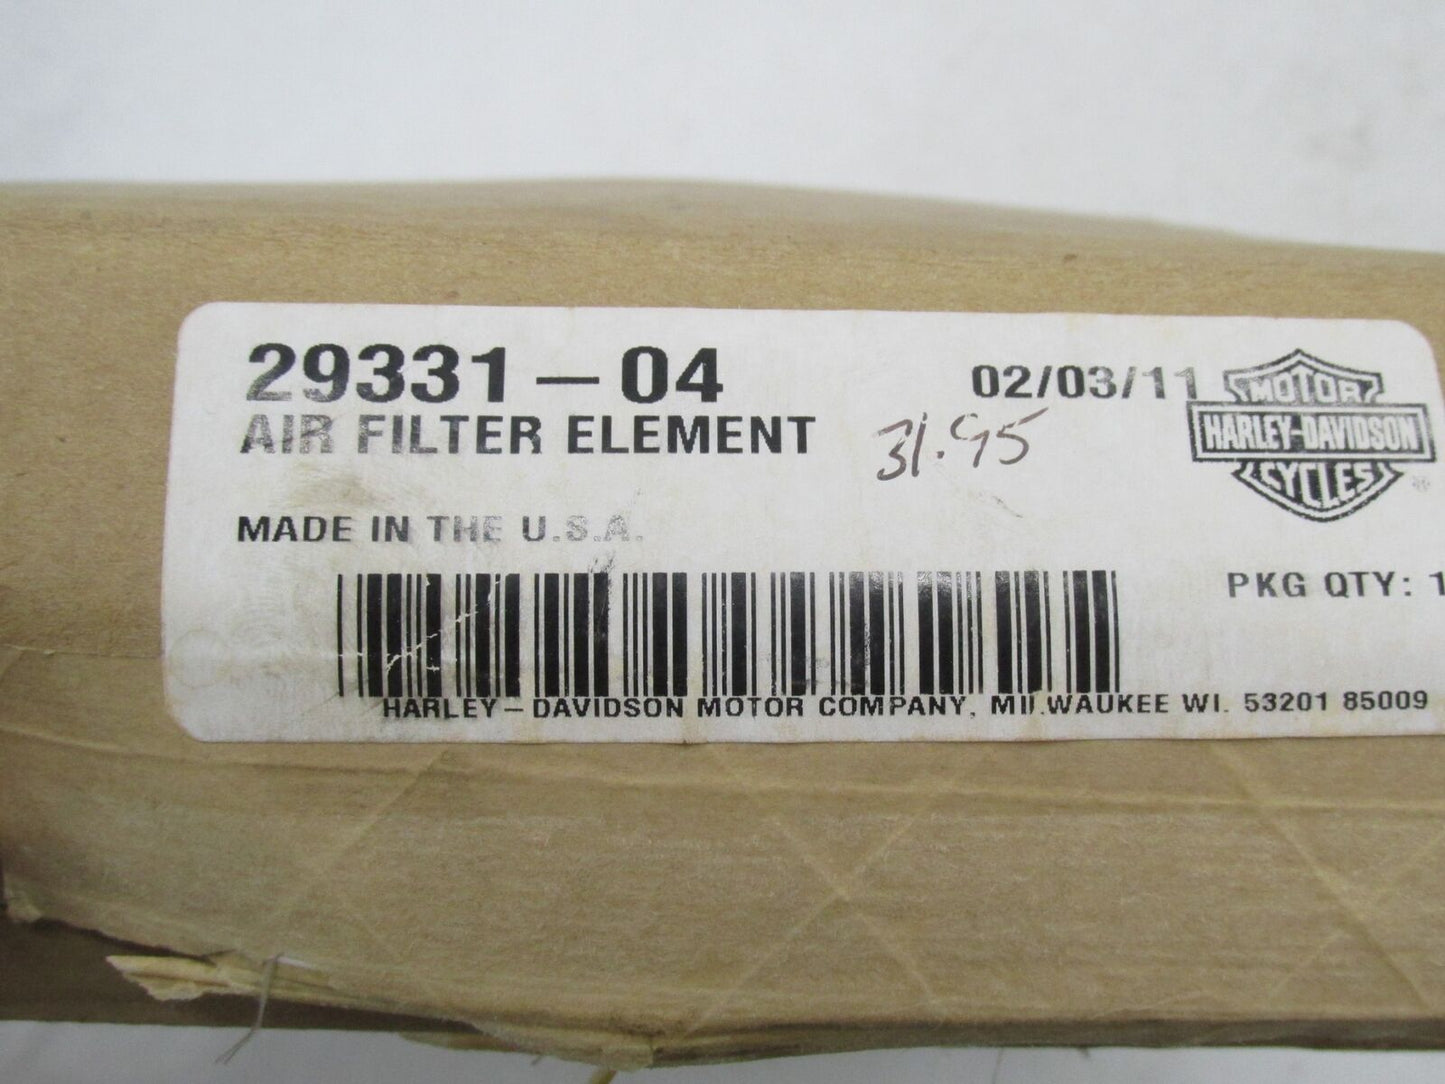 29331-04
02/03/11
AIR FILTER ELEMENT
31.95
MOTOR
HARLEY-DAVIDSON
CYCLES
MADE IN THE U.S.A.
PKG QTY: 1
HARLEY-DAVIDSON MOTOR COMPANY, MILWAUKEE WI. 53201 85009